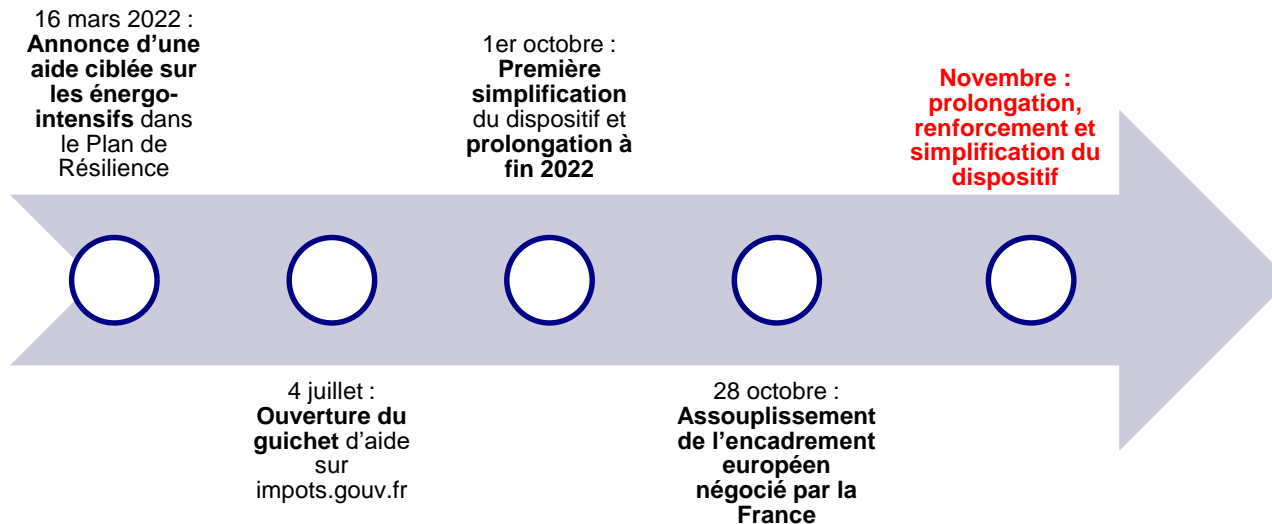 16 mars 2022 :
Annonce d'une
aide ciblée sur
les énergo-
intensifs dans
le Plan de
Résilience
4 juillet :
Ouverture du
guichet d'aide
sur
impots.gouv.fr
1er octobre :
Première
simplification
du dispositif et
prolongation à
fin 2022
28 octobre :
Assouplissement
de l'encadrement
européen
négocié par la
France
Novembre :
prolongation,
renforcement et
simplification du
dispositif